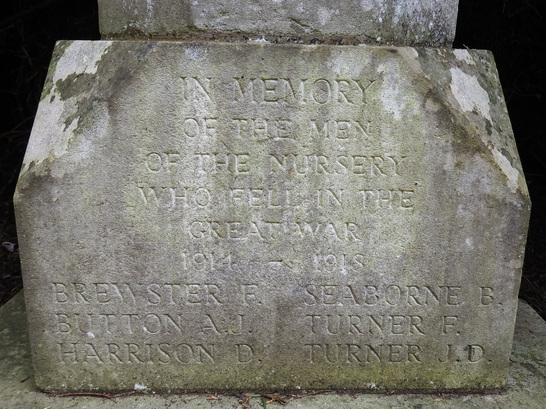 IN MEMORY
OF THE MEN
OF THE NURSERY
WHO FELL IN THE
GREAT WAR
1914 – 1918
BREWSTER F. SEABORNE B.
BUTTON A.J. TURNER F.
HARRISON D. TURNER J.D.